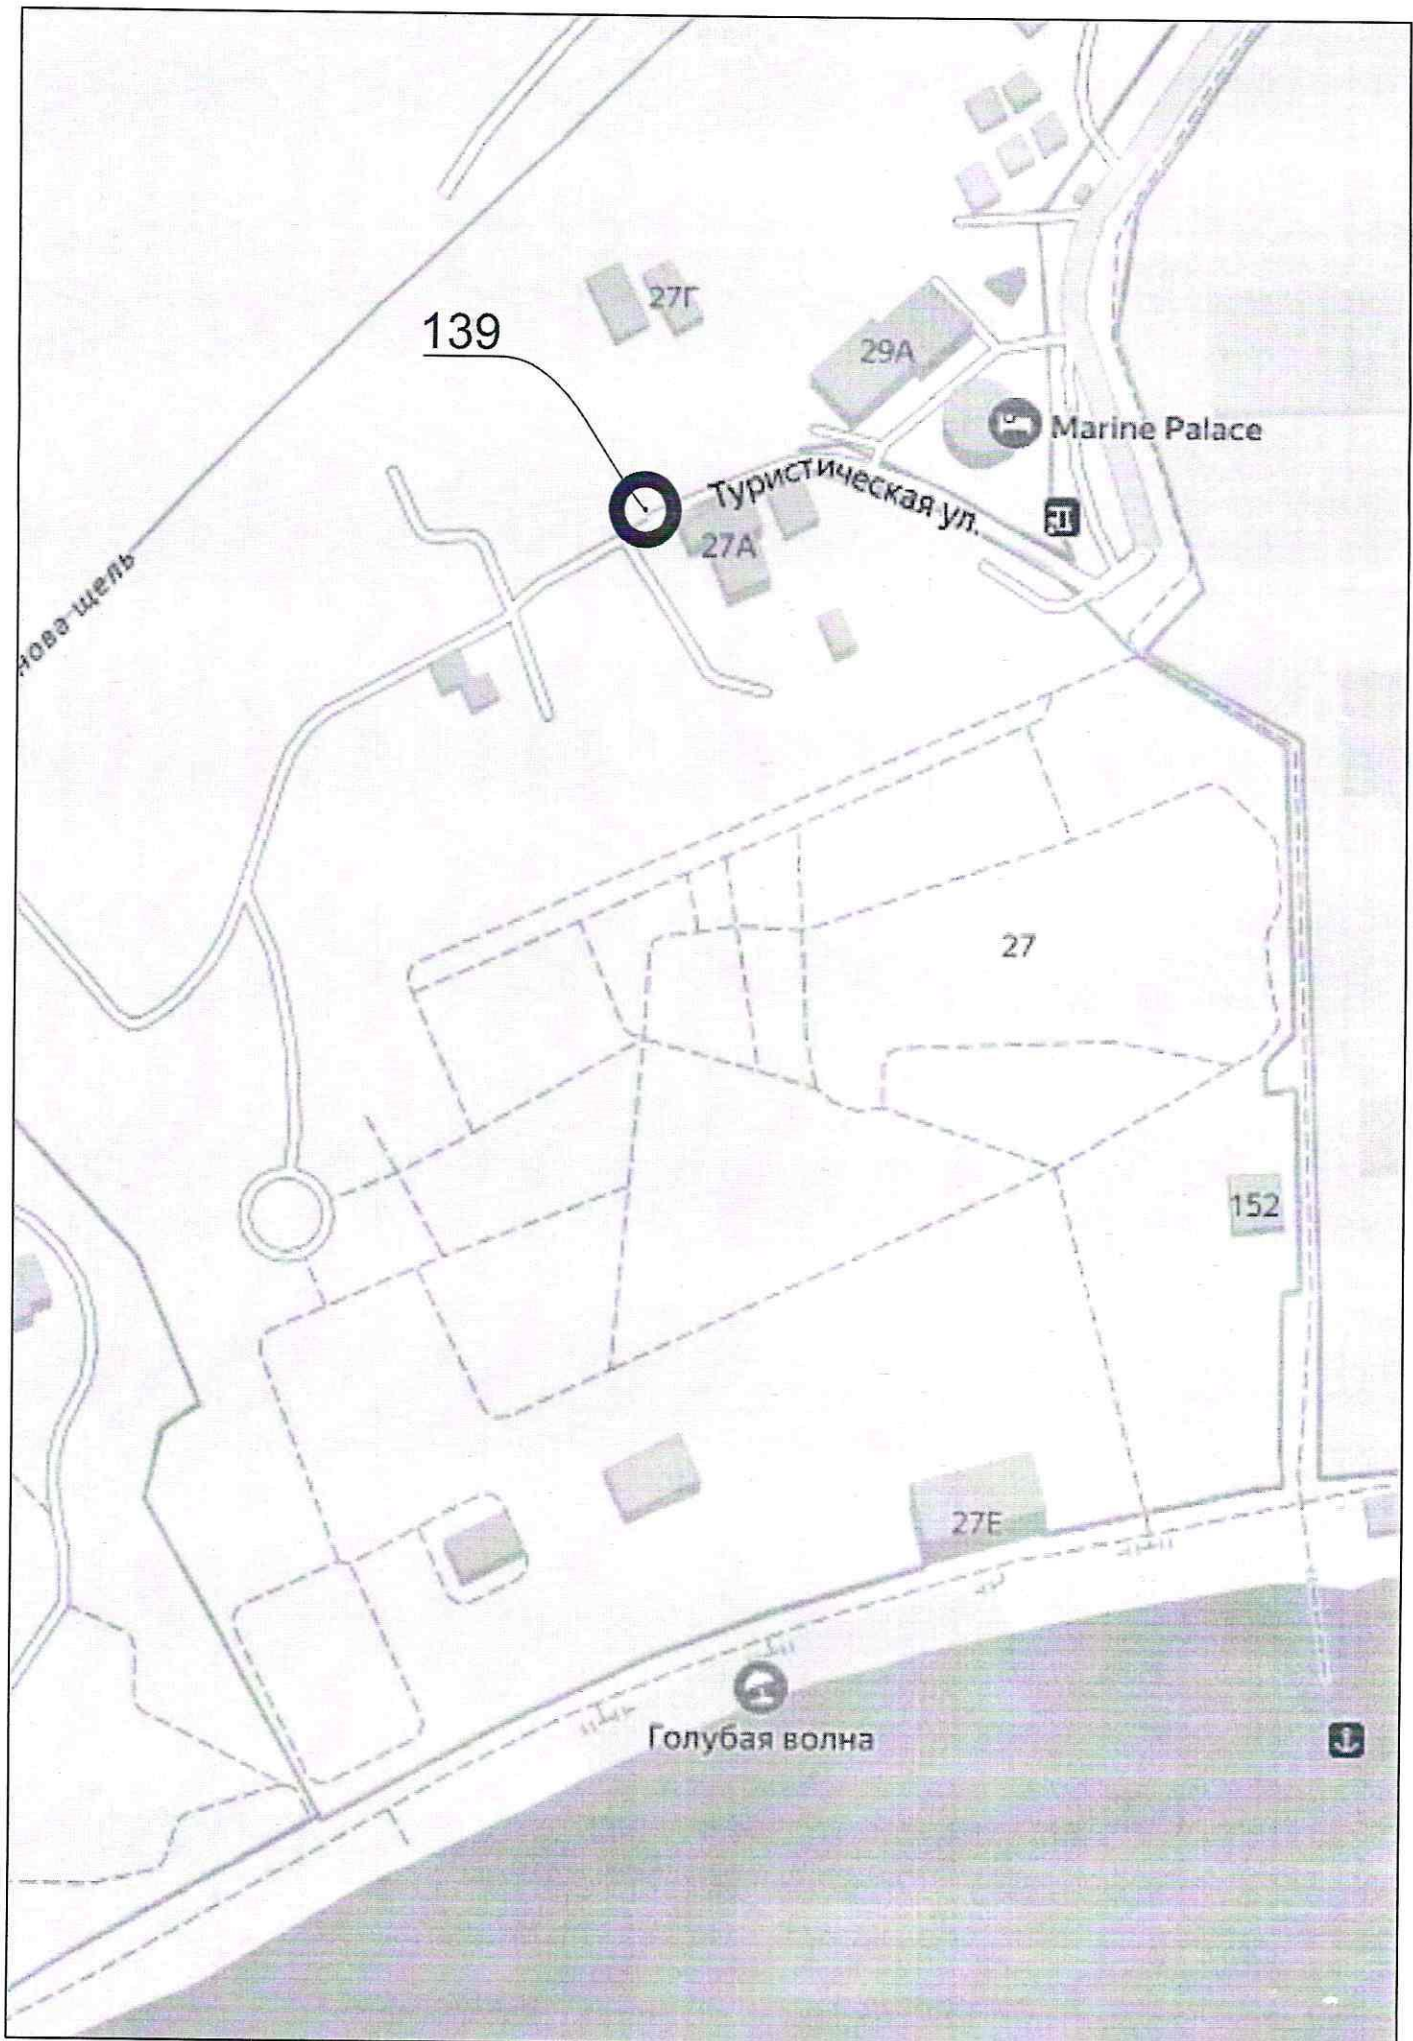 27Г
139
29А
Marine Palace
Туристическая ул.
27А
нова щель
27
152
27Е
Голубая волна